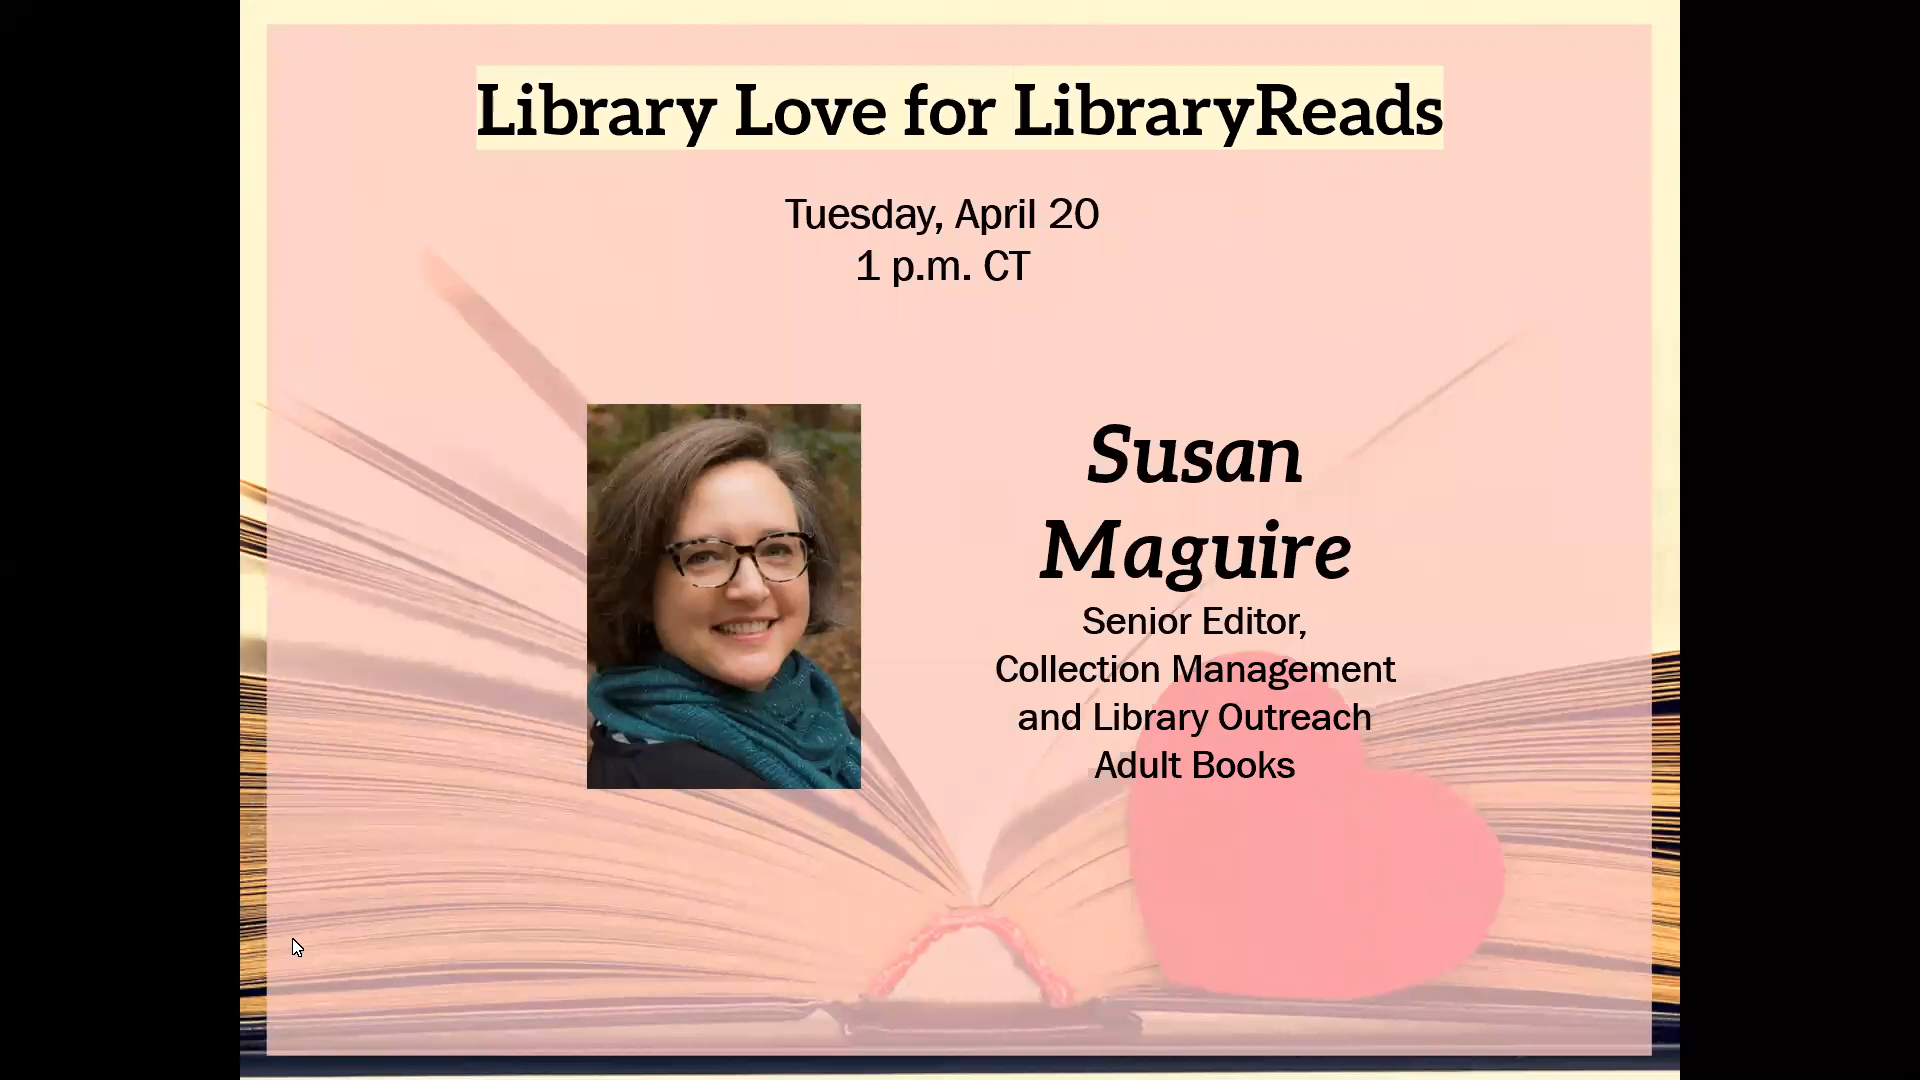 Library Love for LibraryReads
Tuesday, April 20
1 p.m. CT
Susan
Maguire
Senior Editor,
Collection Management
and Library Outreach
Adult Books